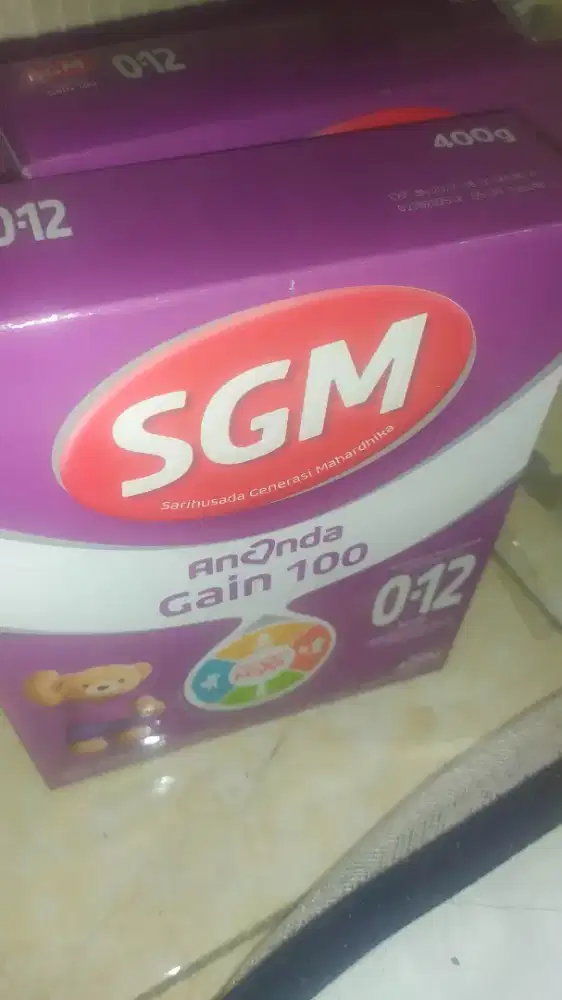 SGM 0-12
400g
0-12
SGM
Sarihusada Generasi Mahardhika
Ananda
Gain 100
0-12